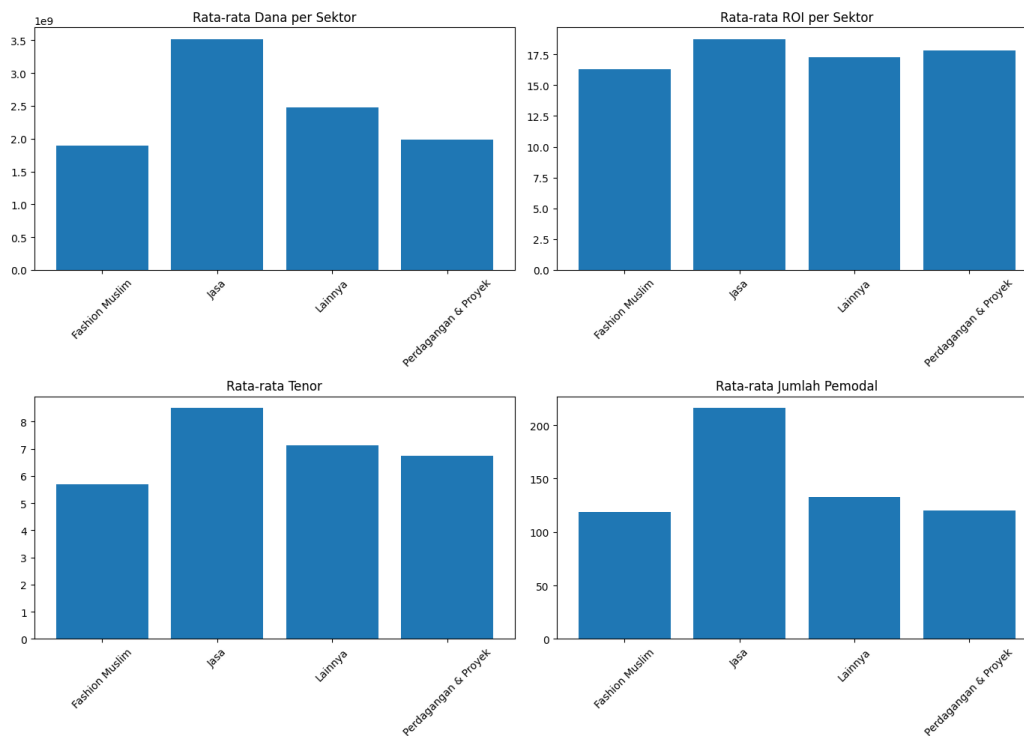 Rata-rata Dana per Sektor
1e9
3.5
3.0
2.5
2.0
1.5
1.0
0.5
0.0
Fashion Muslim
Jasa
Lainnya
Perdagangan & Proyek
Rata-rata ROI per Sektor
17.5
15.0
12.5
10.0
7.5
5.0
2.5
0.0
Fashion Muslim
Jasa
Lainnya
Perdagangan & Proyek
Rata-rata Tenor
8
7
6
5
4
3
2
1
0
Fashion Muslim
Jasa
Lainnya
Perdagangan & Proyek
Rata-rata Jumlah Pemodal
200
150
100
50
0
Fashion Muslim
Jasa
Lainnya
Perdagangan & Proyek